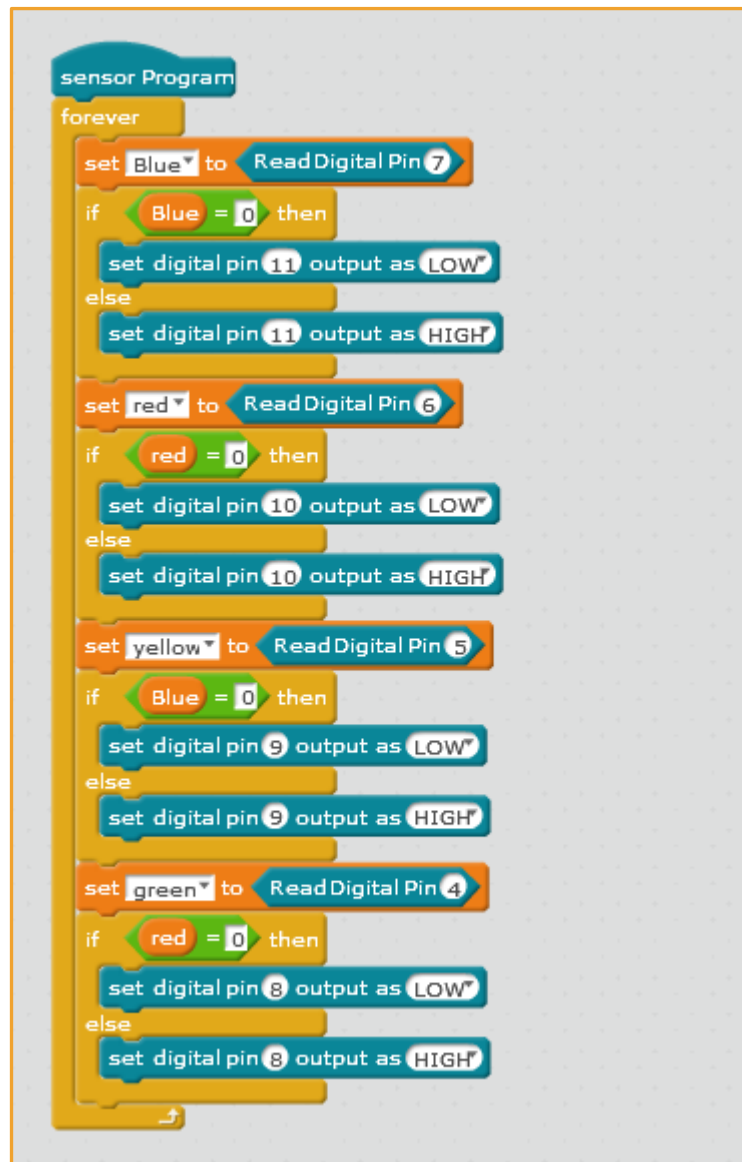 sensor Program
forever
set Blue to Read Digital Pin 7
if Blue = 0 then
set digital pin 11 output as LOW
else
set digital pin 11 output as HIGH
set red to Read Digital Pin 6
if red = 0 then
set digital pin 10 output as LOW
else
set digital pin 10 output as HIGH
set yellow to Read Digital Pin 5
if Blue = 0 then
set digital pin 9 output as LOW
else
set digital pin 9 output as HIGH
set green to Read Digital Pin 4
if red = 0 then
set digital pin 8 output as LOW
else
set digital pin 8 output as HIGH